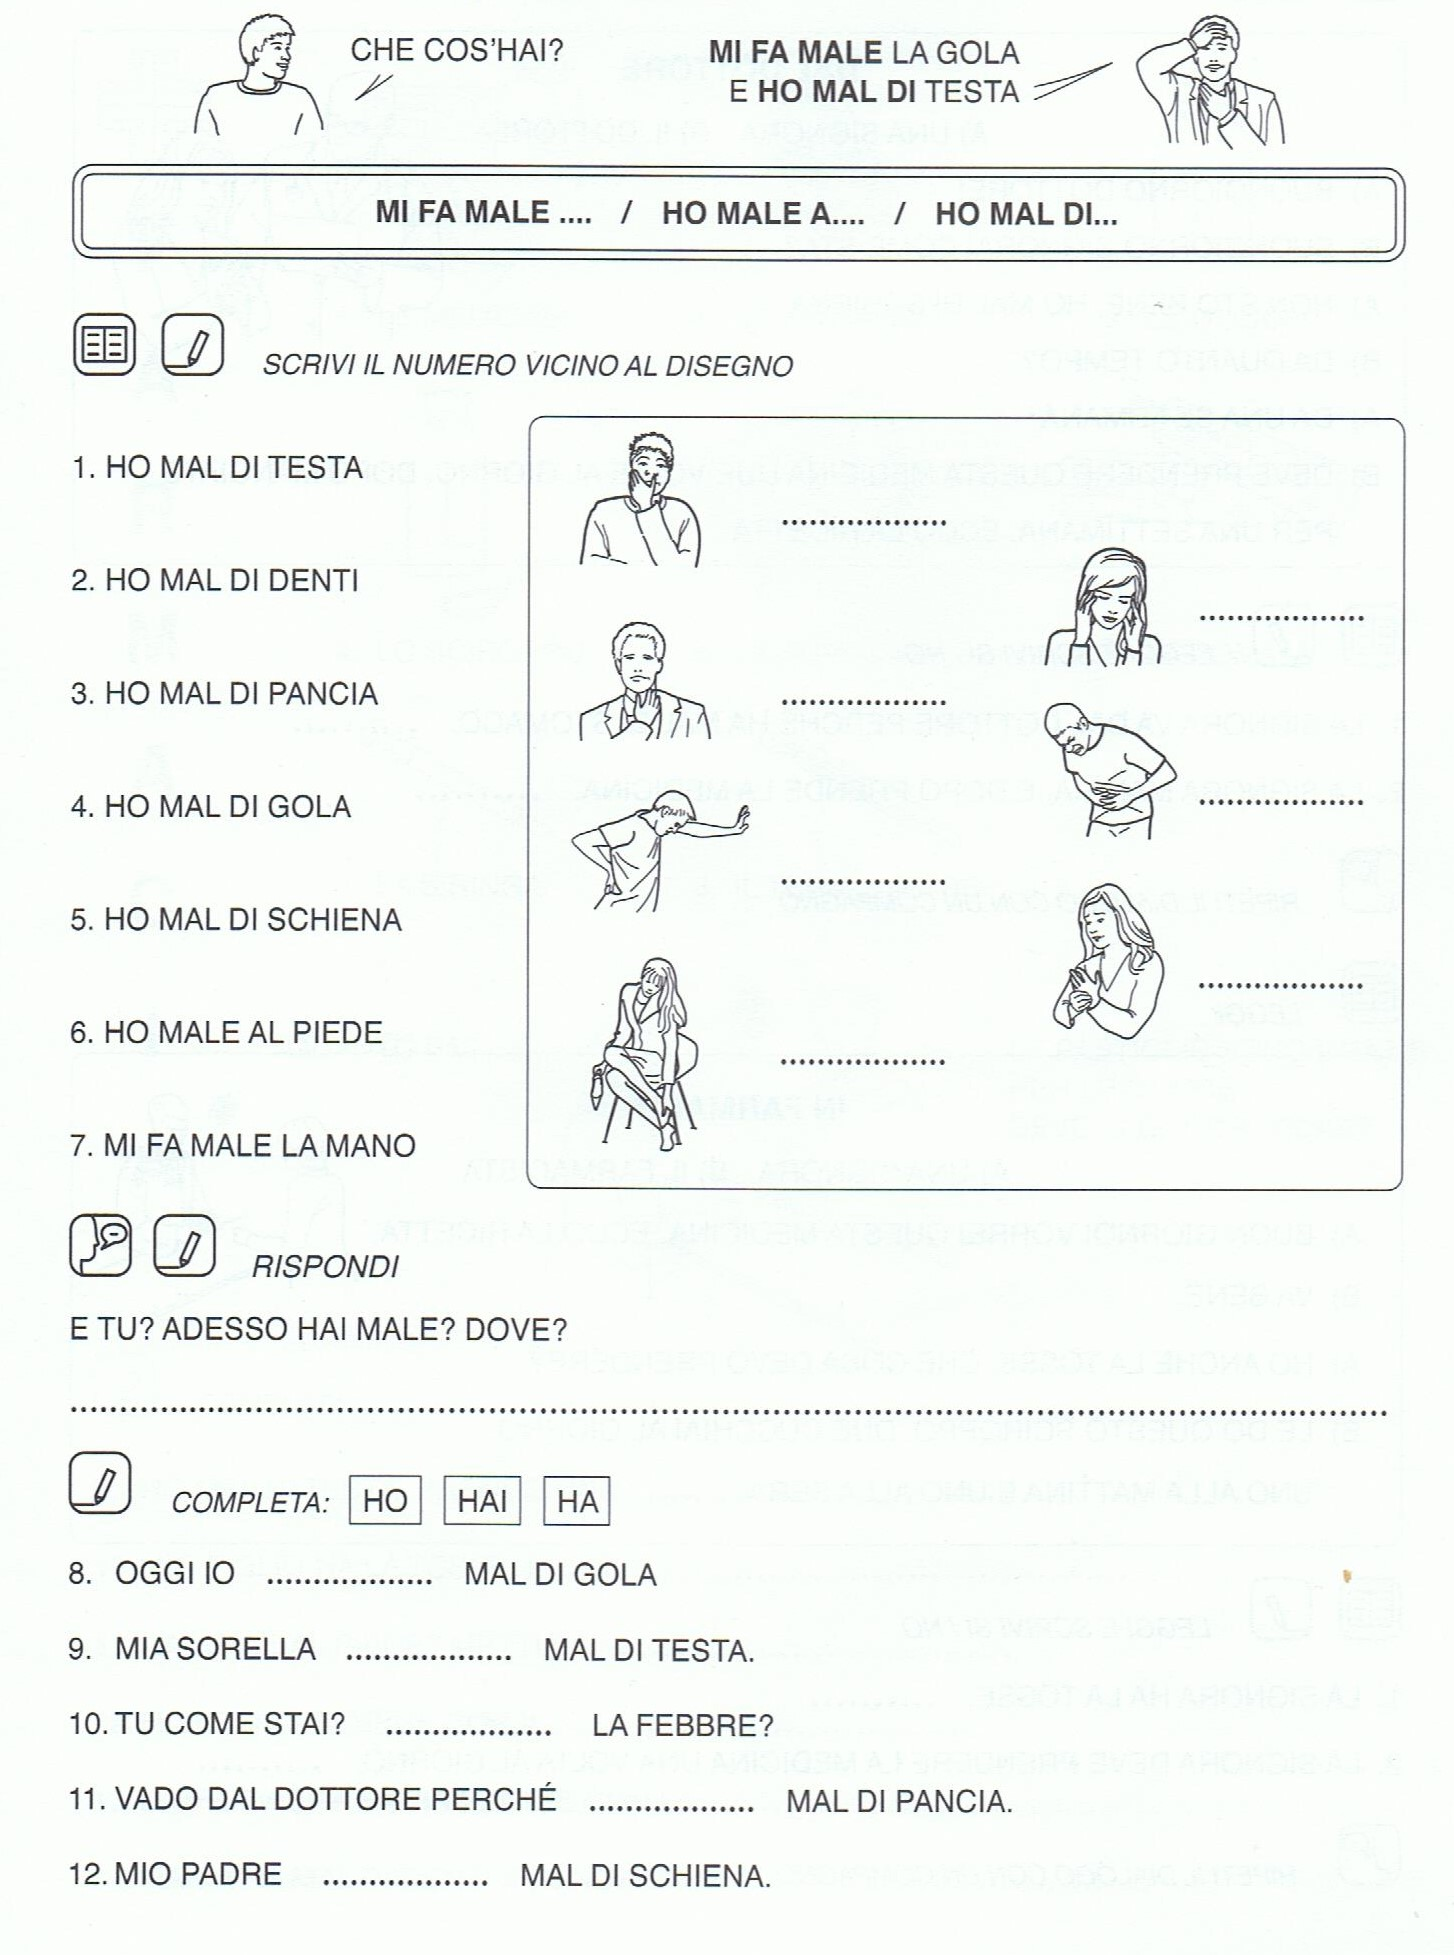 CHE COS'HAI?
MI FA MALE LA GOLA
E HO MAL DI TESTA
MI FA MALE .... / HO MALE A.... / HO MAL DI...
SCRIVI IL NUMERO VICINO AL DISEGNO
1. HO MAL DI TESTA
2. HO MAL DI DENTI
3. HO MAL DI PANCIA
4. HO MAL DI GOLA
5. HO MAL DI SCHIENA
6. HO MALE AL PIEDE
7. MI FA MALE LA MANO
RISPONDI
E TU? ADESSO HAI MALE? DOVE?
COMPLETA: HO HAI HA
8. OGGI IO .................. MAL DI GOLA
9. MIA SORELLA .................. MAL DI TESTA.
10. TU COME STAI? .................. LA FEBBRE?
11. VADO DAL DOTTORE PERCHÉ .................. MAL DI PANCIA.
12. MIO PADRE .................. MAL DI SCHIENA.